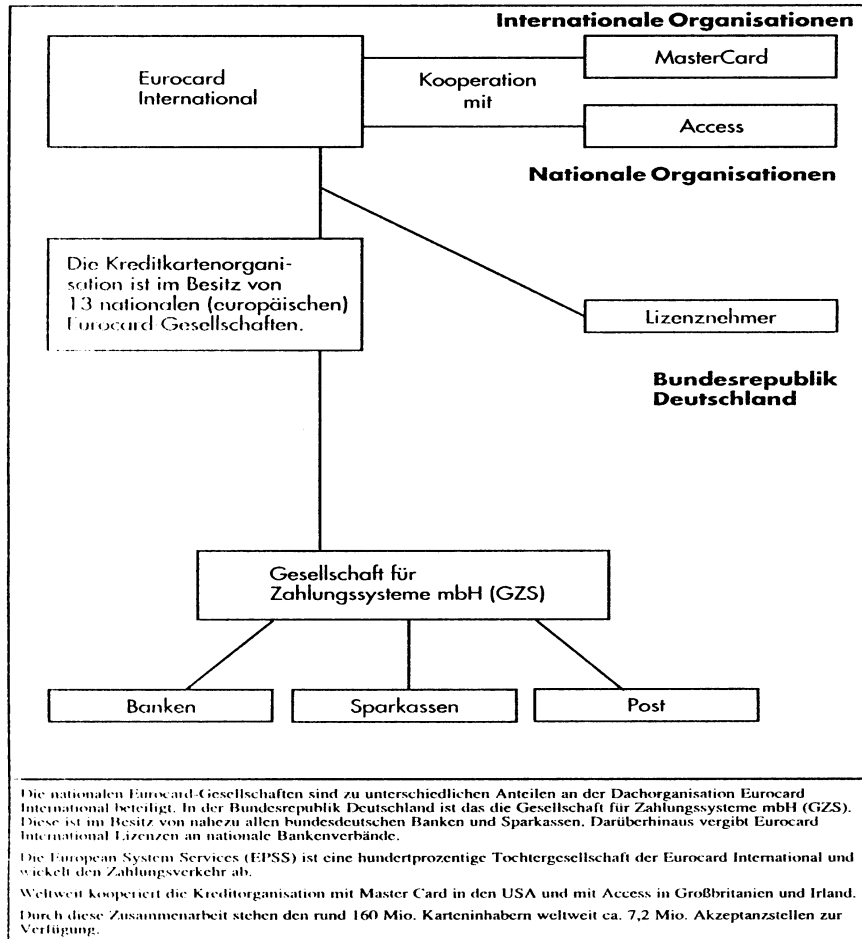 Internationale Organisationen
Eurocard
International
Kooperation
mit
MasterCard
Access
Nationale Organisationen
Die Kreditkartenorgani-
sation ist im Besitz von
13 nationalen (europäischen)
Eurocard-Gesellschaften.
Lizenznehmer
Bundesrepublik
Deutschland
Gesellschaft für
Zahlungssysteme mbH (GZS)
Banken
Sparkassen
Post
Die nationalen Eurocard-Gesellschaften sind zu unterschiedlichen Anteilen an der Dachorganisation Eurocard
International beteiligt. In der Bundesrepublik Deutschland ist das die Gesellschaft für Zahlungssysteme mbH (GZS).
Diese ist im Besitz von nahezu allen bundesdeutschen Banken und Sparkassen. Darüberhinaus vergibt Eurocard
International Lizenzen an nationale Bankenverbände.
Die European System Services (EPSS) ist eine hundertprozentige Tochtergesellschaft der Eurocard International und
wickelt den Zahlungsverkehr ab.
Weltweit kooperiert die Kreditorganisation mit Master Card in den USA und mit Access in Großbritanien und Irland.
Durch diese Zusammenarbeit stehen den rund 160 Mio. Karteninhabern weltweit ca. 7,2 Mio. Akzeptanzstellen zur
Verfügung.